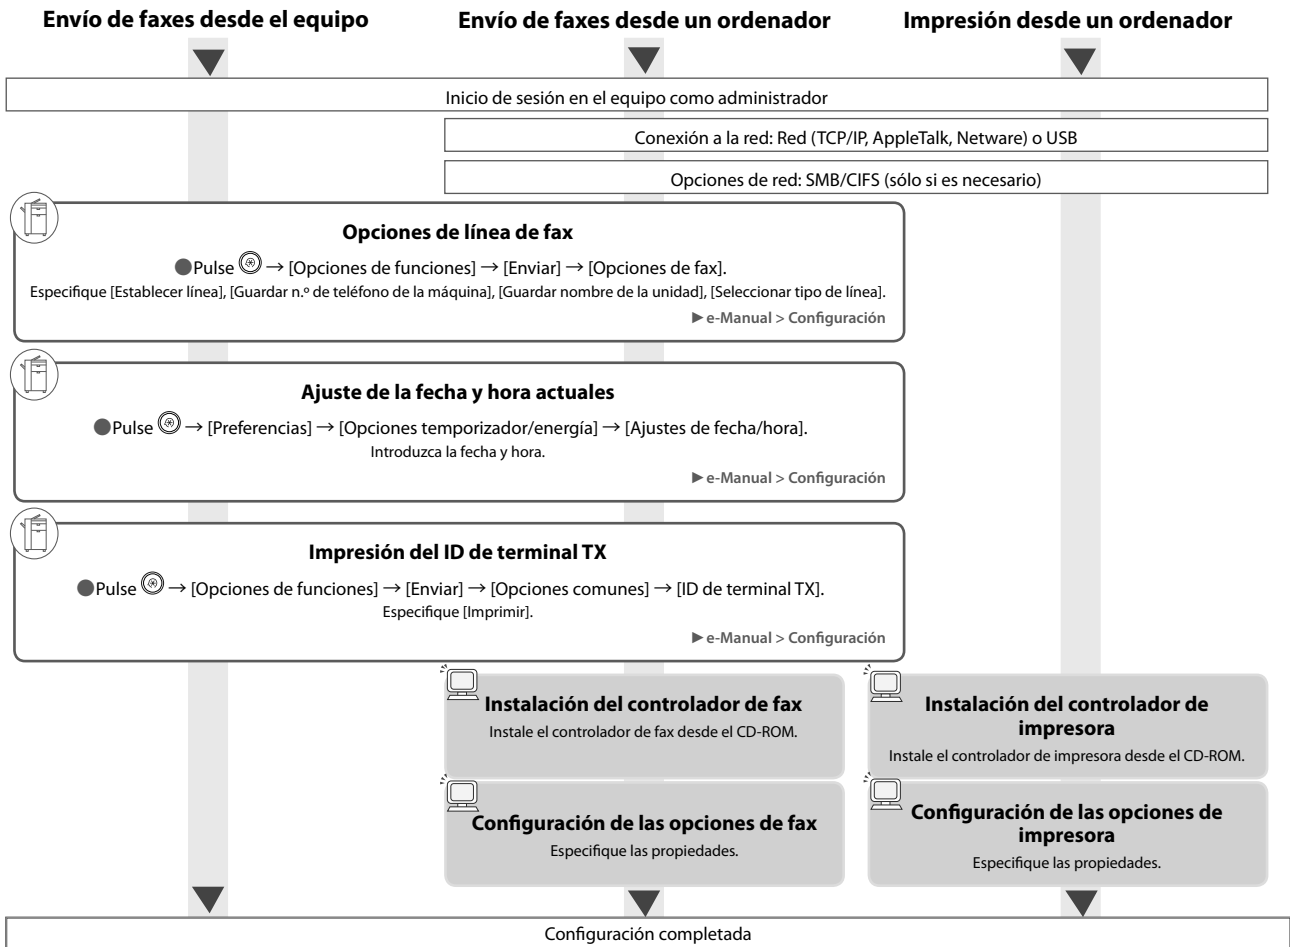 Envío de faxes desde el equipo
Envío de faxes desde un ordenador
Impresión desde un ordenador
Inicio de sesión en el equipo como administrador
Conexión a la red: Red (TCP/IP, AppleTalk, Netware) o USB
Opciones de red: SMB/CIFS (sólo si es necesario)
Opciones de línea de fax
●Pulse → [Opciones de funciones] → [Enviar] → [Opciones de fax].
Especifique [Establecer línea], [Guardar n.º de teléfono de la máquina], [Guardar nombre de la unidad], [Seleccionar tipo de línea].
►e-Manual > Configuración
Ajuste de la fecha y hora actuales
●Pulse → [Preferencias] → [Opciones temporizador/energía] → [Ajustes de fecha/hora].
Introduzca la fecha y hora.
►e-Manual > Configuración
Impresión del ID de terminal TX
●Pulse → [Opciones de funciones] → [Enviar] → [Opciones comunes] → [ID de terminal TX].
Especifique [Imprimir].
►e-Manual > Configuración
Instalación del controlador de fax
Instale el controlador de fax desde el CD-ROM.
Instalación del controlador de
impresora
Instale el controlador de impresora desde el CD-ROM.
Configuración de las opciones de fax
Especifique las propiedades.
Configuración de las opciones de
impresora
Especifique las propiedades.
Configuración completada